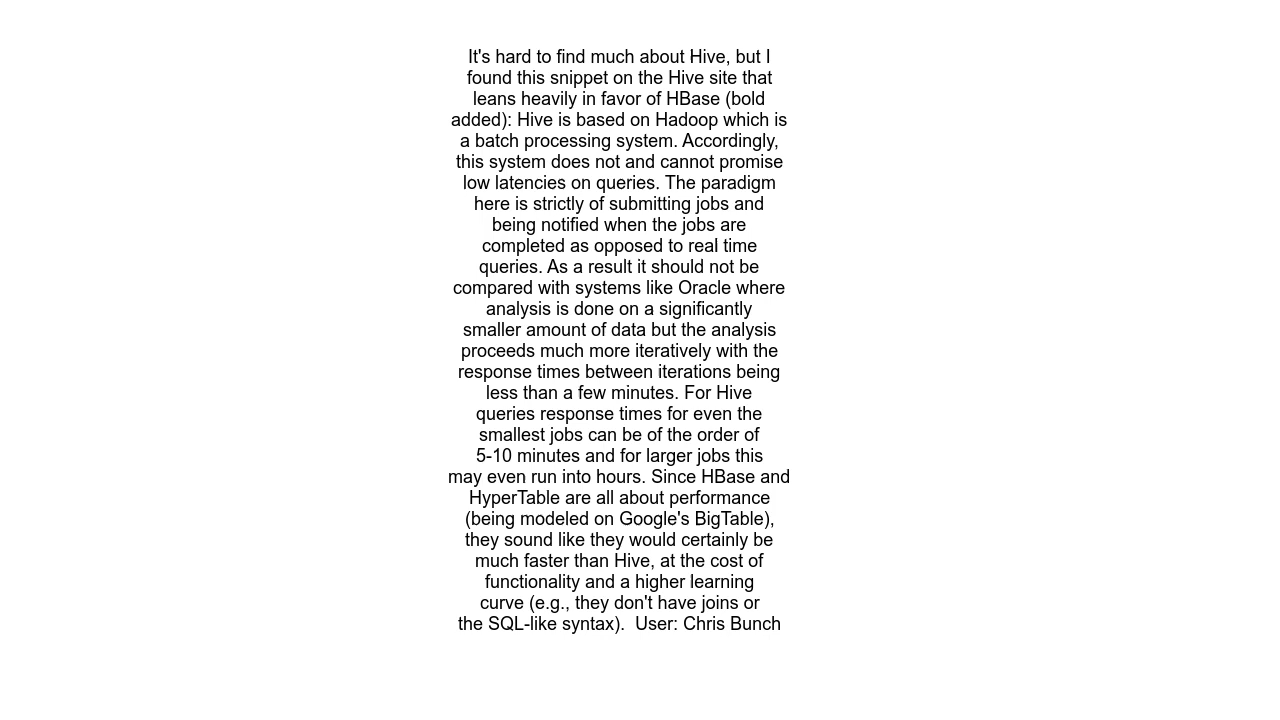 It's hard to find much about Hive, but I
found this snippet on the Hive site that
leans heavily in favor of HBase (bold
added): Hive is based on Hadoop which is
a batch processing system. Accordingly,
this system does not and cannot promise
low latencies on queries. The paradigm
here is strictly of submitting jobs and
being notified when the jobs are
completed as opposed to real time
queries. As a result it should not be
compared with systems like Oracle where
analysis is done on a significantly
smaller amount of data but the analysis
proceeds much more iteratively with the
response times between iterations being
less than a few minutes. For Hive
queries response times for even the
smallest jobs can be of the order of
5-10 minutes and for larger jobs this
may even run into hours. Since HBase and
HyperTable are all about performance
(being modeled on Google's BigTable),
they sound like they would certainly be
much faster than Hive, at the cost of
functionality and a higher learning
curve (e.g., they don't have joins or
the SQL-like syntax).  User: Chris Bunch